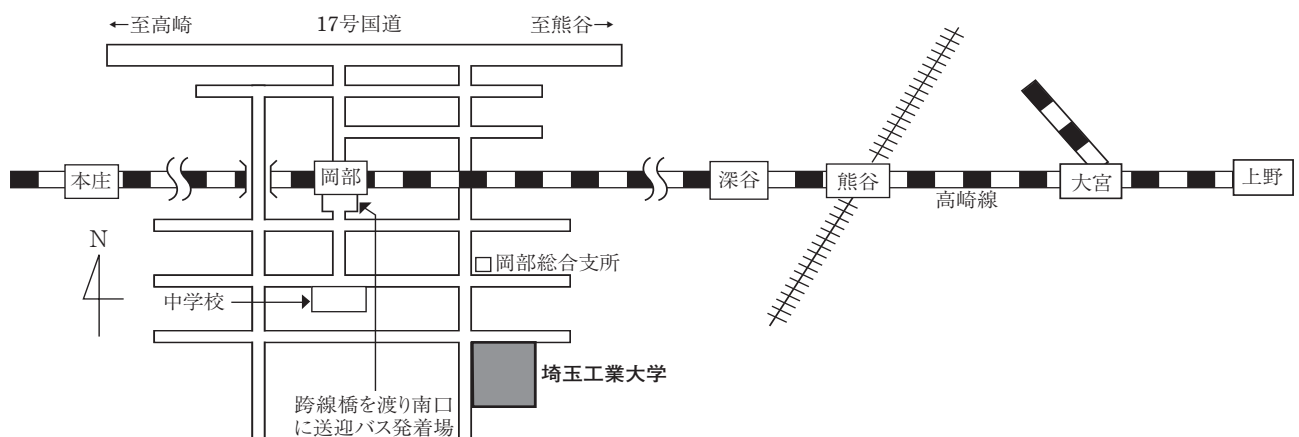 ←至高崎
17号国道
至熊谷→
本庄
岡部
深谷
熊谷
大宮
上野
高崎線
N
岡部総合支所
中学校
埼玉工業大学
跨線橋を渡り南口
に送迎バス発着場